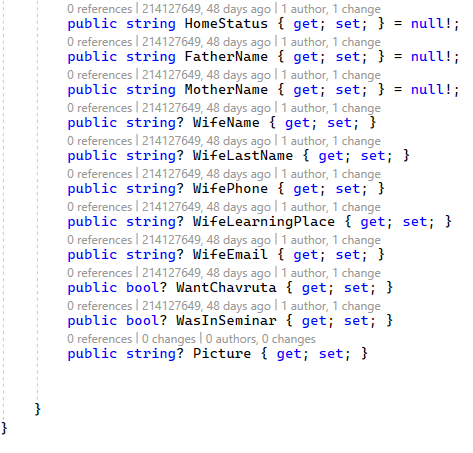 0 references | 214127649, 48 days ago | 1 author, 1 change
public string HomeStatus { get; set; } = null!;
0 references | 214127649, 48 days ago | 1 author, 1 change
public string FatherName { get; set; } = null!;
0 references | 214127649, 48 days ago | 1 author, 1 change
public string MotherName { get; set; } = null!;
0 references | 214127649, 48 days ago | 1 author, 1 change
public string? WifeName { get; set; }
0 references | 214127649, 48 days ago | 1 author, 1 change
public string? WifeLastName { get; set; }
0 references | 214127649, 48 days ago | 1 author, 1 change
public string? WifePhone { get; set; }
0 references | 214127649, 48 days ago | 1 author, 1 change
public string? WifeLearningPlace { get; set; }
0 references | 214127649, 48 days ago | 1 author, 1 change
public string? WifeEmail { get; set; }
0 references | 214127649, 48 days ago | 1 author, 1 change
public bool? WantChavruta { get; set; }
0 references | 214127649, 48 days ago | 1 author, 1 change
public bool? WasInSeminar { get; set; }
0 references | 0 changes | 0 authors, 0 changes
public string? Picture { get; set; }
}
}